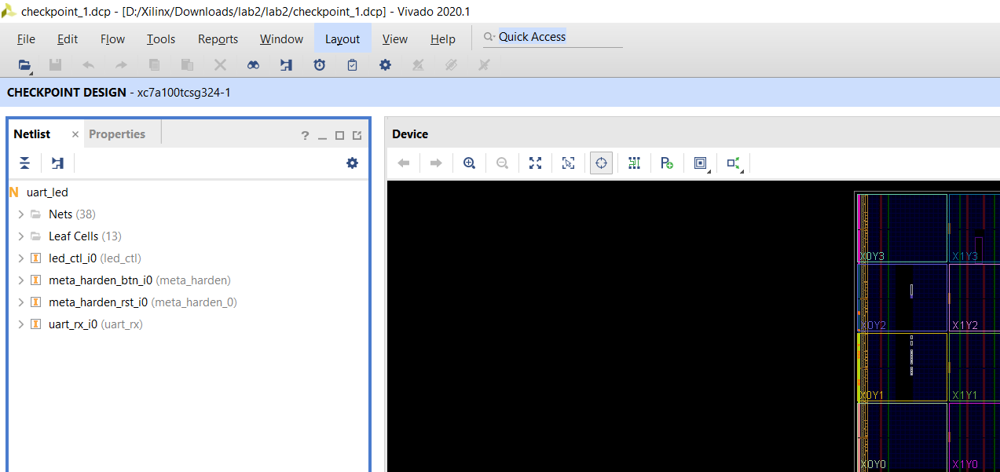 checkpoint_1.dcp - [D:/Xilinx/Downloads/lab2/lab2/checkpoint_1.dcp] - Vivado 2020.1
File Edit Flow Tools Reports Window Layout View Help Quick Access
CHECKPOINT DESIGN - xc7a100tcsg324-1
Netlist × Properties ?
Device
N uart_led
Nets (38)
Leaf Cells (13)
led_ctl_i0 (led_ctl)
meta_harden_btn_i0 (meta_harden)
meta_harden_rst_i0 (meta_harden_0)
uart_rx_i0 (uart_rx)
X0Y3 X1Y3
X0Y2 X1Y2
X0Y1 X1Y1
X0Y0 X1Y0